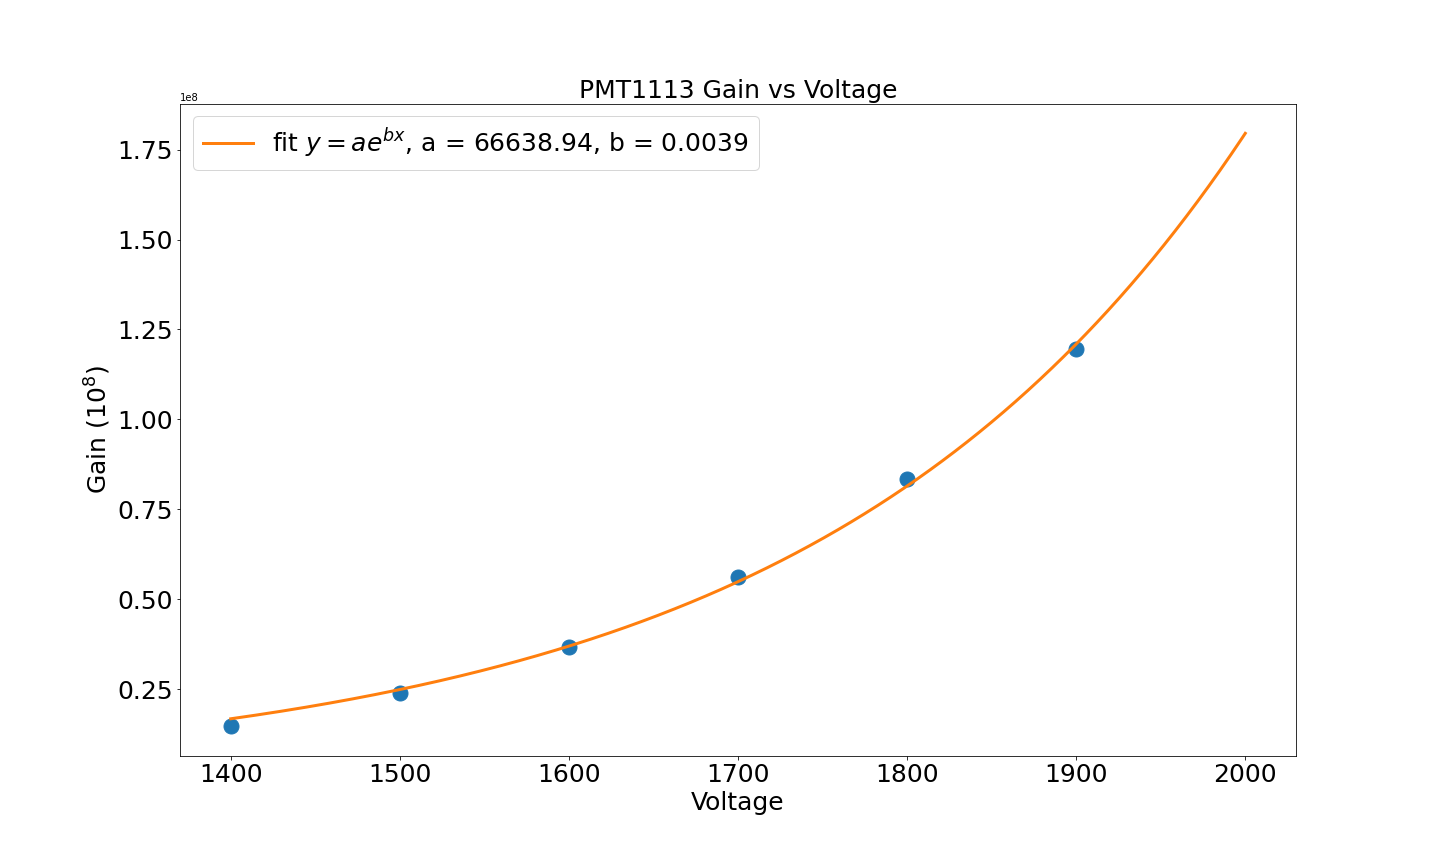 PMT1113 Gain vs Voltage
1e8
fit y = ae^{bx}, a = 66638.94, b = 0.0039
1.75
1.50
1.25
1.00
0.75
0.50
0.25
Gain (10^8)
1400 1500 1600 1700 1800 1900 2000
Voltage